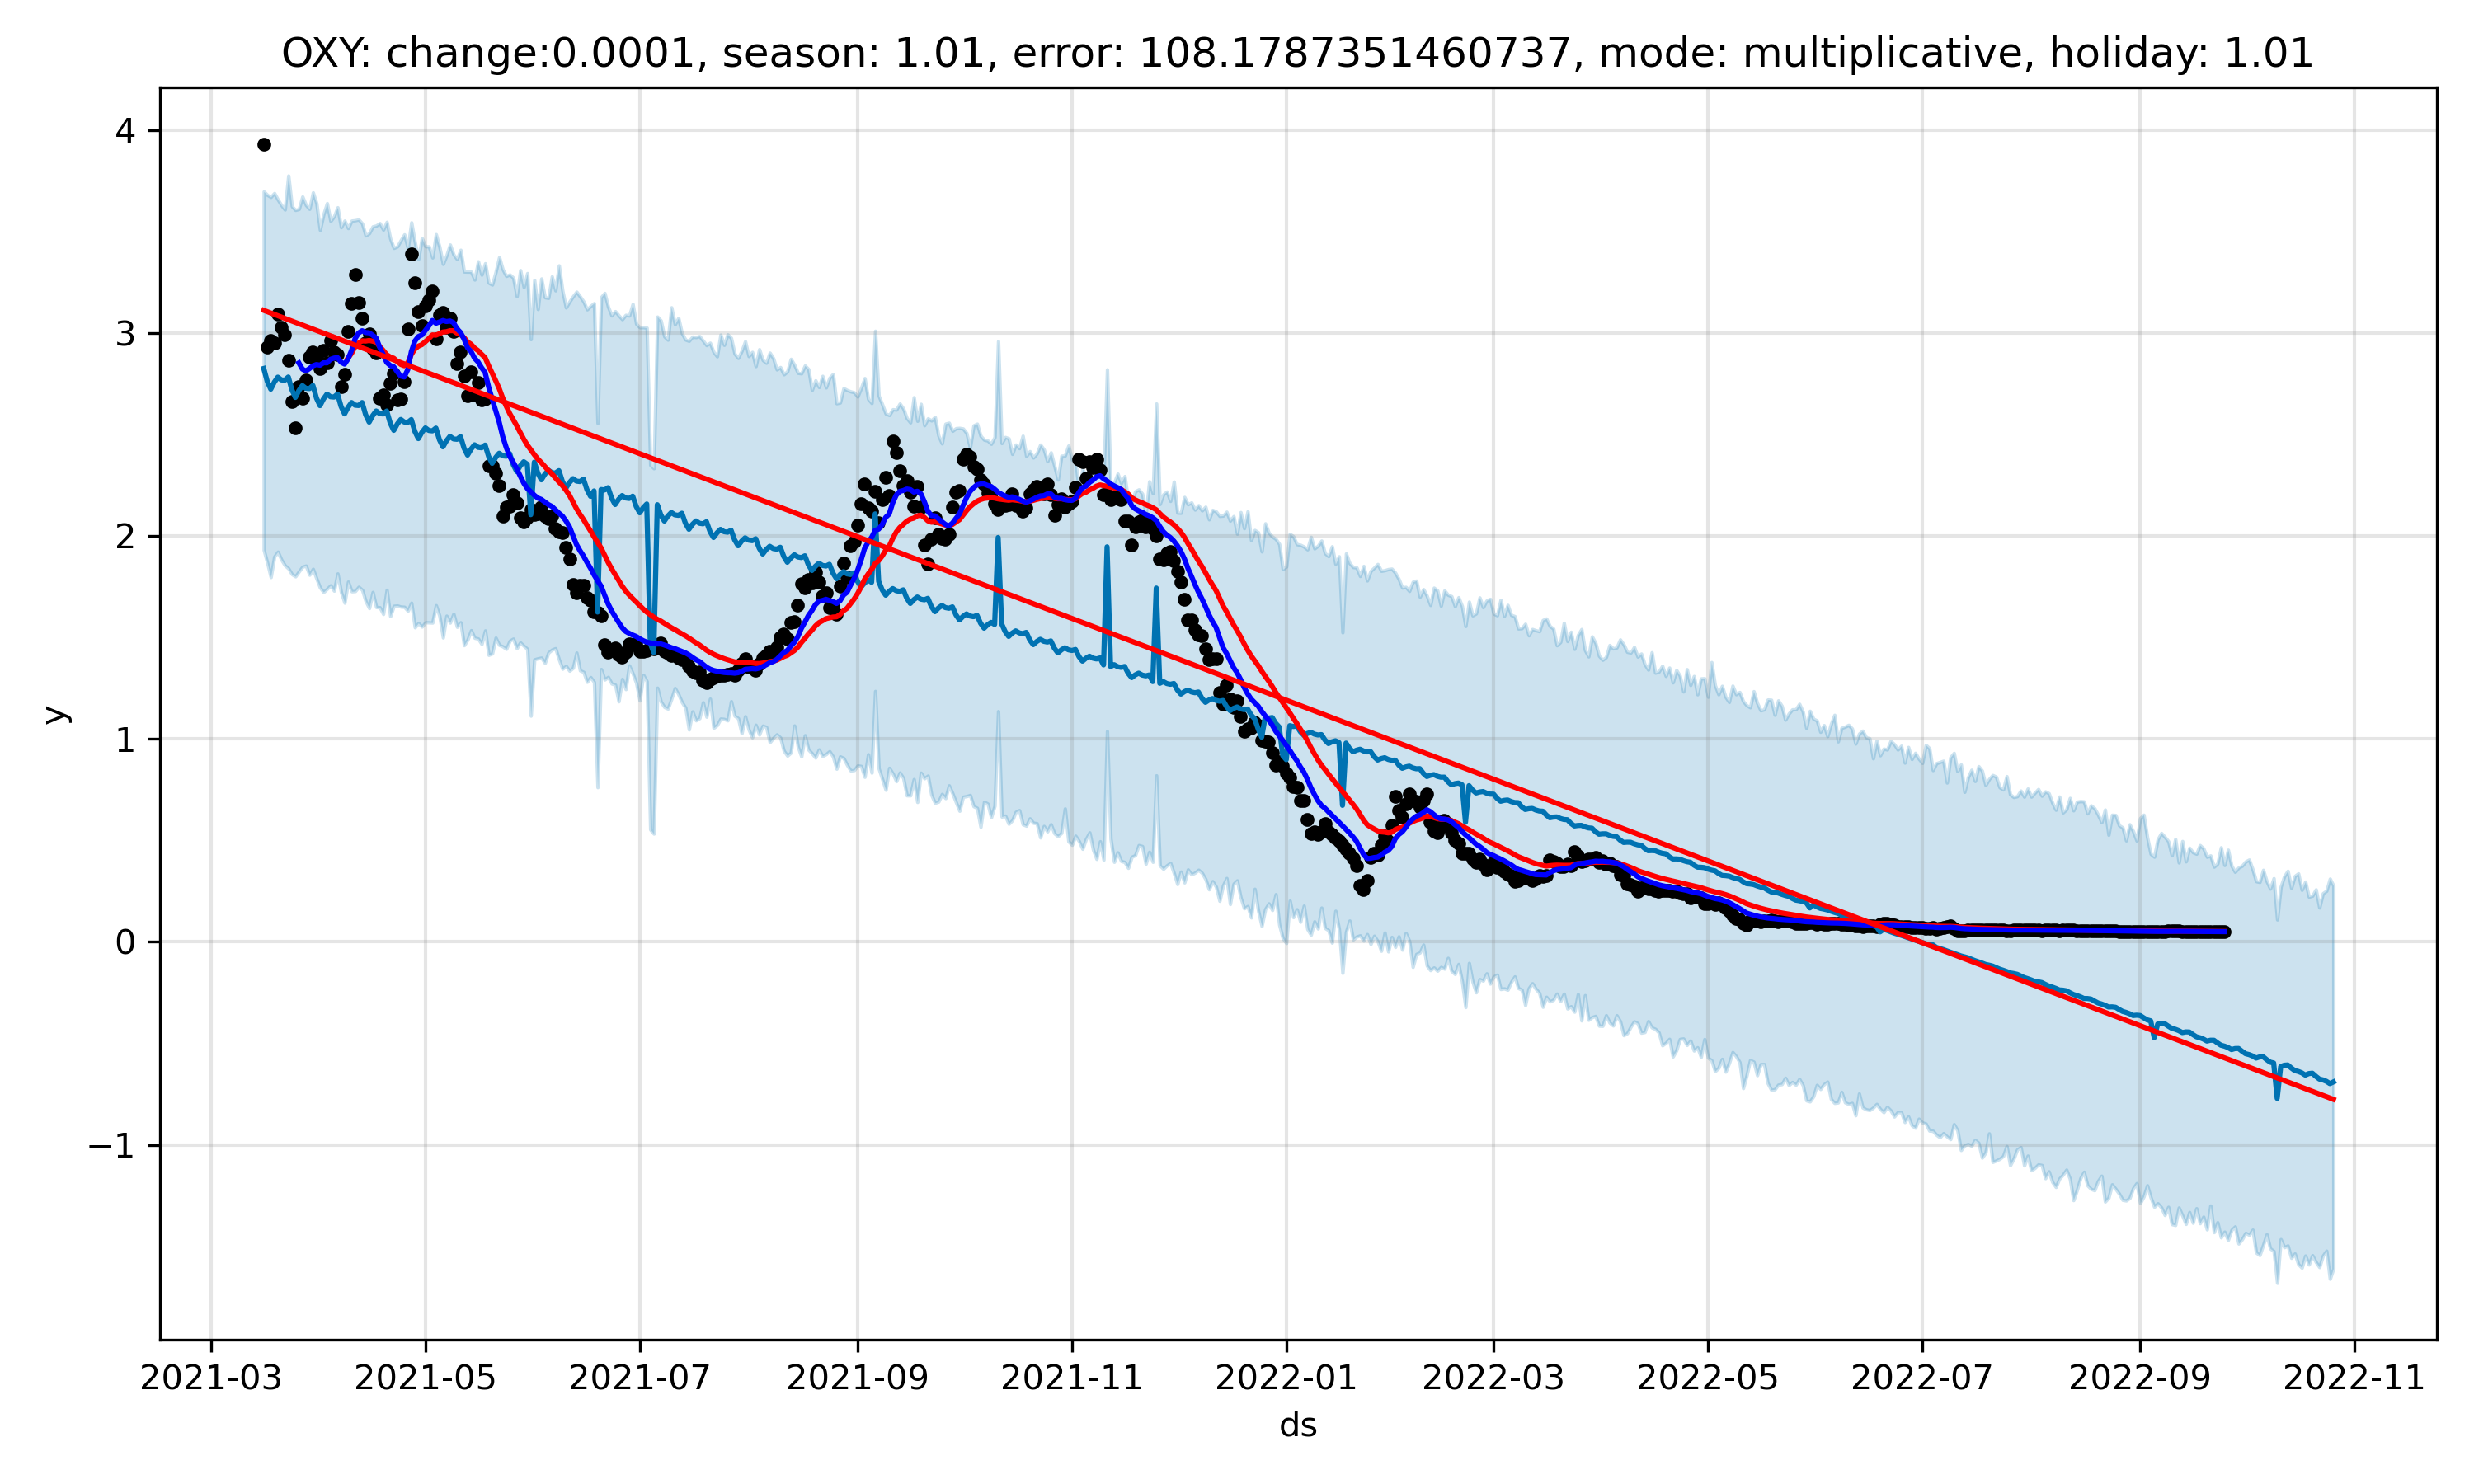 OXY: change:0.0001, season: 1.01, error: 108.1787351460737, mode: multiplicative, holiday: 1.01
y
4
3
2
1
0
−1
2021-03 2021-05 2021-07 2021-09 2021-11 2022-01 2022-03 2022-05 2022-07 2022-09 2022-11
ds